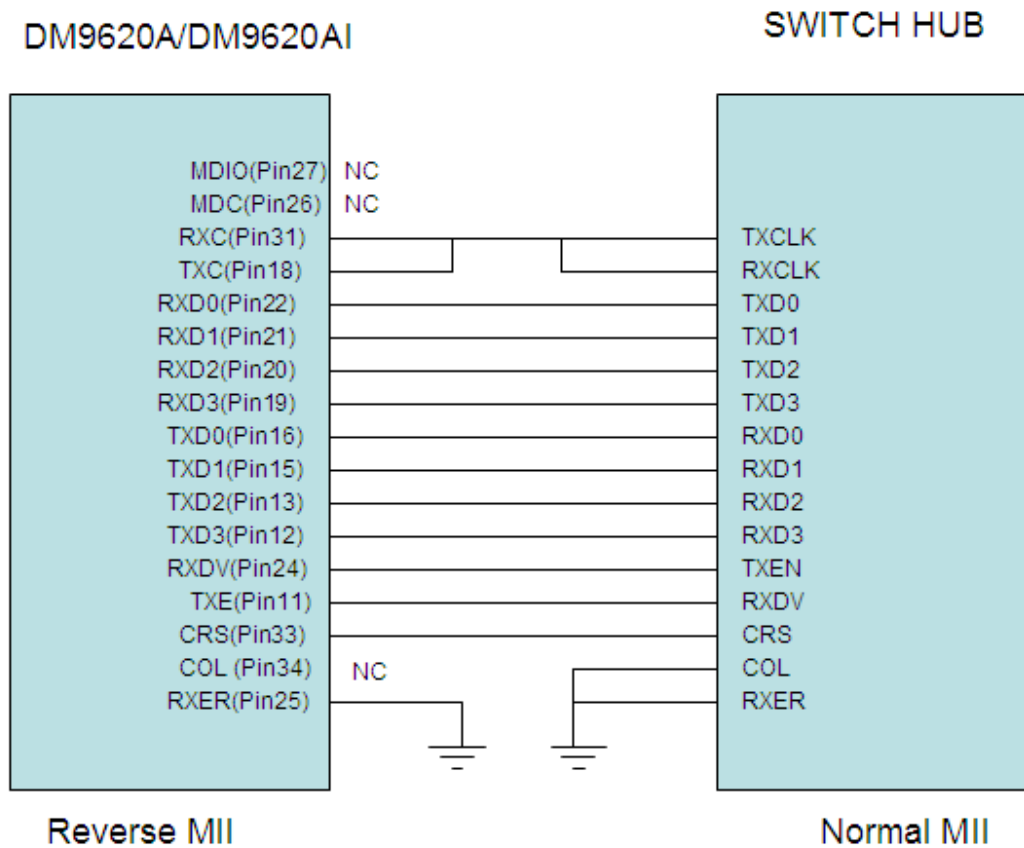 DM9620A/DM9620AI
SWITCH HUB
MDIO(Pin27) NC
MDC(Pin26) NC
RXC(Pin31) TXCLK
TXC(Pin18) RXCLK
RXD0(Pin22) TXD0
RXD1(Pin21) TXD1
RXD2(Pin20) TXD2
RXD3(Pin19) TXD3
TXD0(Pin16) RXD0
TXD1(Pin15) RXD1
TXD2(Pin13) RXD2
TXD3(Pin12) RXD3
RXDV(Pin24) TXEN
TXE(Pin11) RXDV
CRS(Pin33) CRS
COL (Pin34) NC COL
RXER(Pin25) RXER
Reverse MII Normal MII